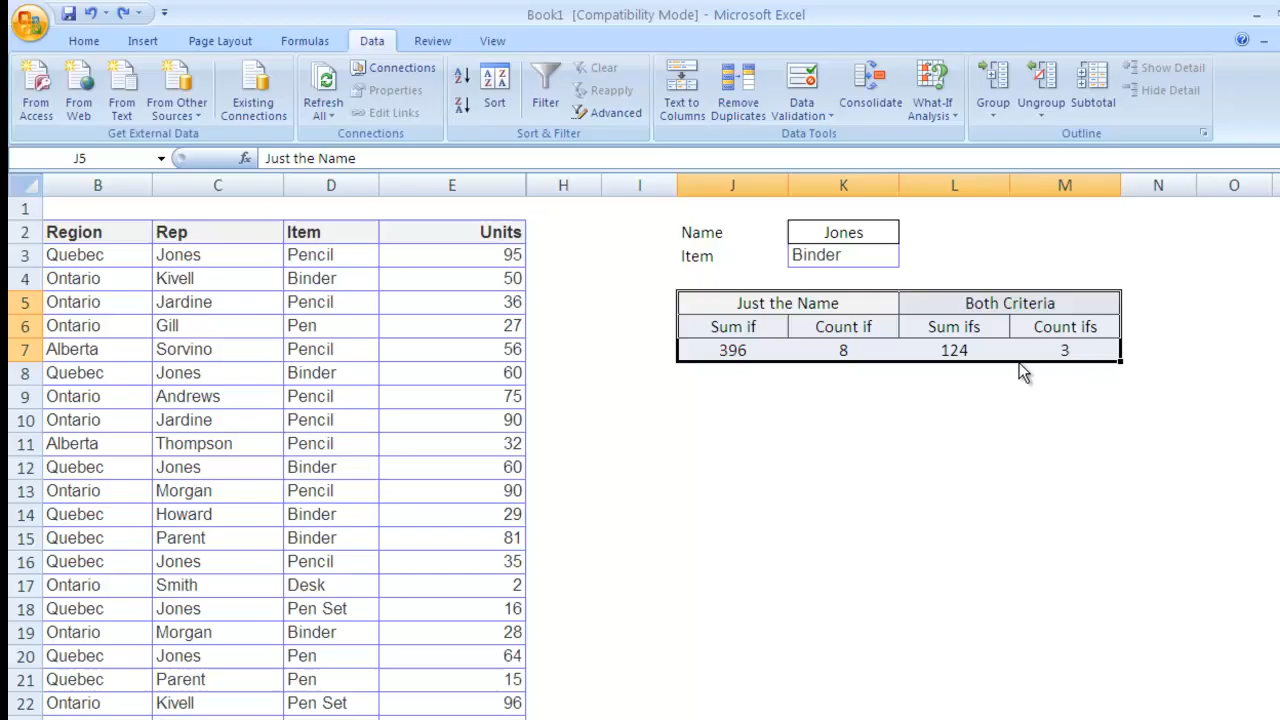 Book1 [Compatibility Mode] - Microsoft Excel
Home Insert Page Layout Formulas Data Review View
From Access
From Web
From Text
From Other Sources
Existing Connections
Get External Data
Refresh All
Connections
Properties
Edit Links
Connections
Sort
Filter
Clear
Reapply
Advanced
Sort & Filter
Text to Columns
Remove Duplicates
Data Validation
Consolidate
What-If Analysis
Data Tools
Group
Ungroup
Subtotal
Show Detail
Hide Detail
Outline
J5 fx Just the Name
B C D E H I J K L M N O
1
2 Region Rep Item Units Name Jones
3 Quebec Jones Pencil 95 Item Binder
4 Ontario Kivell Binder 50
5 Ontario Jardine Pencil 36 Just the Name Both Criteria
6 Ontario Gill Pen 27 Sum if Count if Sum ifs Count ifs
7 Alberta Sorvino Pencil 56 396 8 124 3
8 Quebec Jones Binder 60
9 Ontario Andrews Pencil 75
10 Ontario Jardine Pencil 90
11 Alberta Thompson Pencil 32
12 Quebec Jones Binder 60
13 Ontario Morgan Pencil 90
14 Quebec Howard Binder 29
15 Quebec Parent Binder 81
16 Quebec Jones Pencil 35
17 Ontario Smith Desk 2
18 Quebec Jones Pen Set 16
19 Ontario Morgan Binder 28
20 Quebec Jones Pen 64
21 Quebec Parent Pen 15
22 Ontario Kivell Pen Set 96